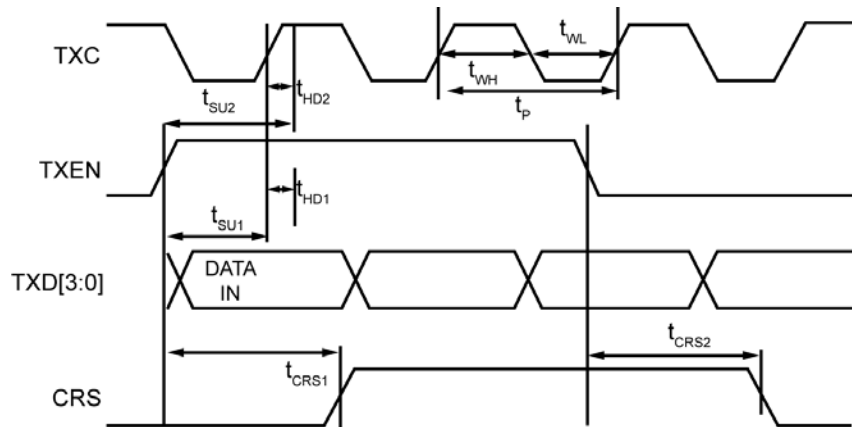 TXC
tWL
tWH
tHD2
tSU2
tP
TXEN
tHD1
tSU1
TXD[3:0]
DATA
IN
tCRS2
tCRS1
CRS